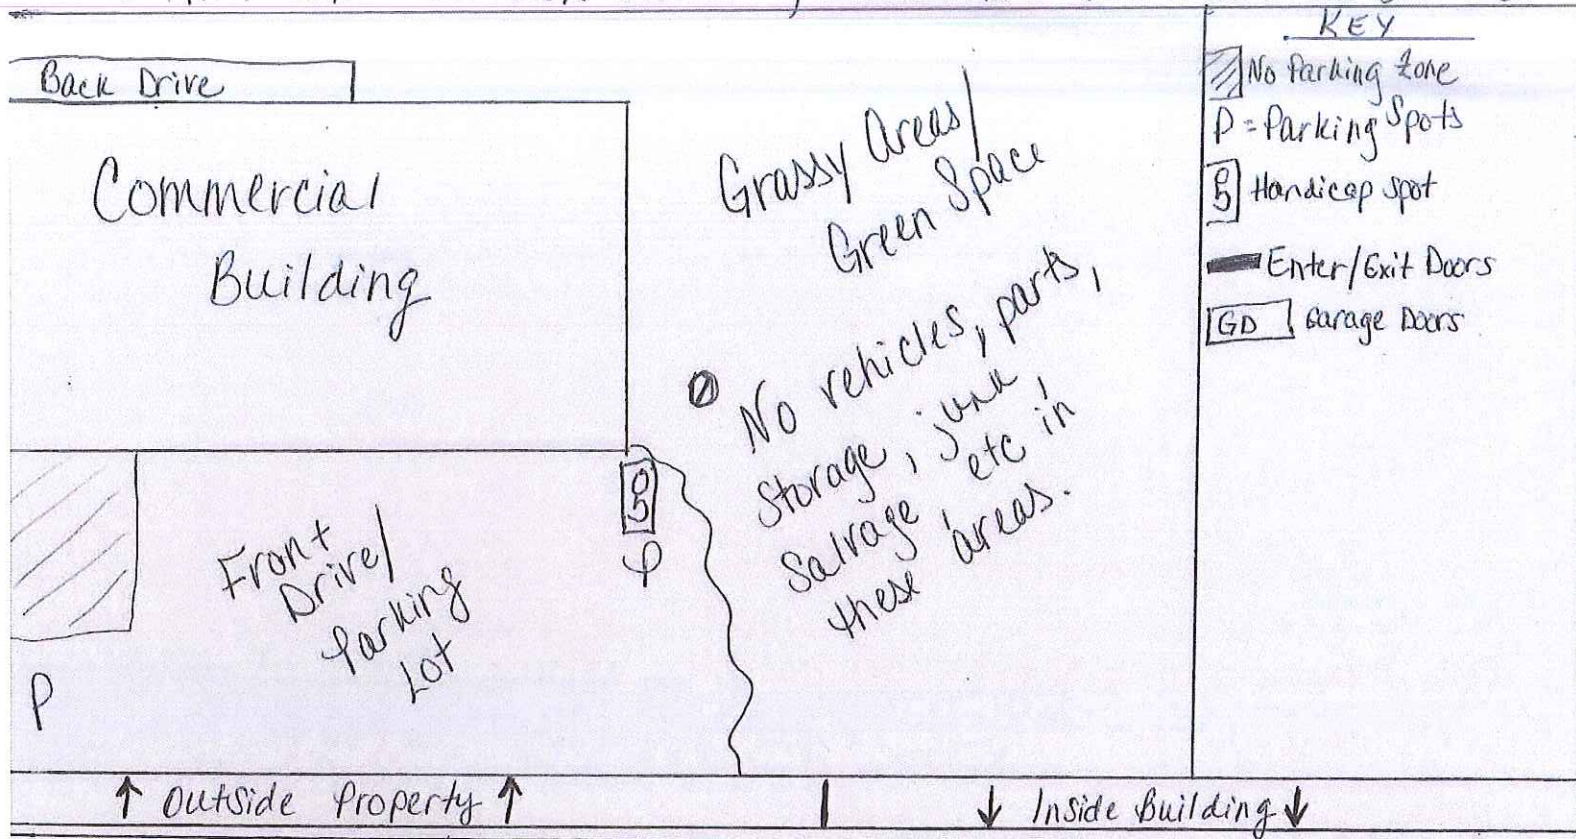 KEY
Back Drive
Commercial
Building
Grassy Areas/
Green Space
No vehicles, parts,
storage, junk,
salvage etc in
these areas.
Front
Drive/
Parking
Lot
P
P
No Parking Zone
P = Parking Spots
Handicap spot
Enter/Exit Doors
GD Garage Doors
↑ Outside Property ↑
↓ Inside Building ↓